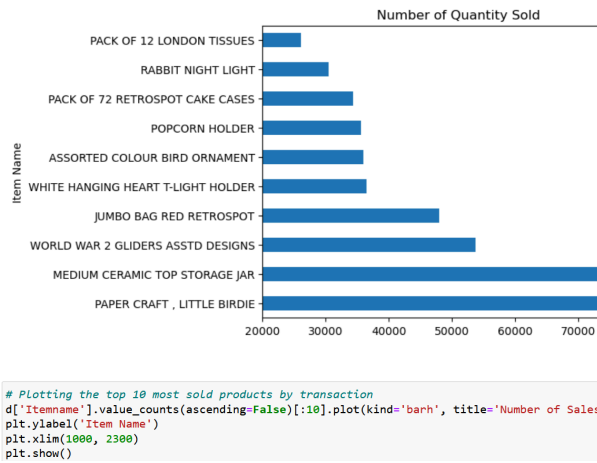 Number of Quantity Sold
PACK OF 12 LONDON TISSUES
RABBIT NIGHT LIGHT
PACK OF 72 RETROSPOT CAKE CASES
POPCORN HOLDER
ASSORTED COLOUR BIRD ORNAMENT
WHITE HANGING HEART T-LIGHT HOLDER
JUMBO BAG RED RETROSPOT
WORLD WAR 2 GLIDERS ASSTD DESIGNS
MEDIUM CERAMIC TOP STORAGE JAR
PAPER CRAFT , LITTLE BIRDIE
Item Name
20000 30000 40000 50000 60000 70000
# Plotting the top 10 most sold products by transaction
d['Itemname'].value_counts(ascending=False)[:10].plot(kind='barh', title='Number of Sales
plt.ylabel('Item Name')
plt.xlim(1000, 2300)
plt.show()